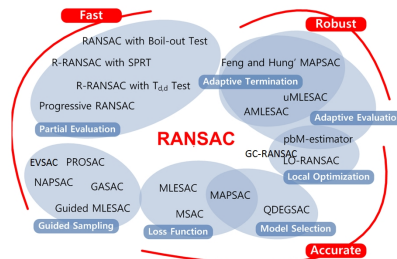 Fast
Robust
RANSAC with Boil-out Test
R-RANSAC with SPRT
R-RANSAC with Td,d Test
Progressive RANSAC
Partial Evaluation
Feng and Hung' MAPSAC
Adaptive Termination
uMLESAC
AMLESAC
Adaptive Evaluation
RANSAC
pbM-estimator
GC-RANSAC
LO-RANSAC
Local Optimization
EVSAC PROSAC
NAPSAC
GASAC
Guided MLESAC
Guided Sampling
MLESAC
MAPSAC
MSAC
Loss Function
QDEGSAC
Model Selection
Accurate